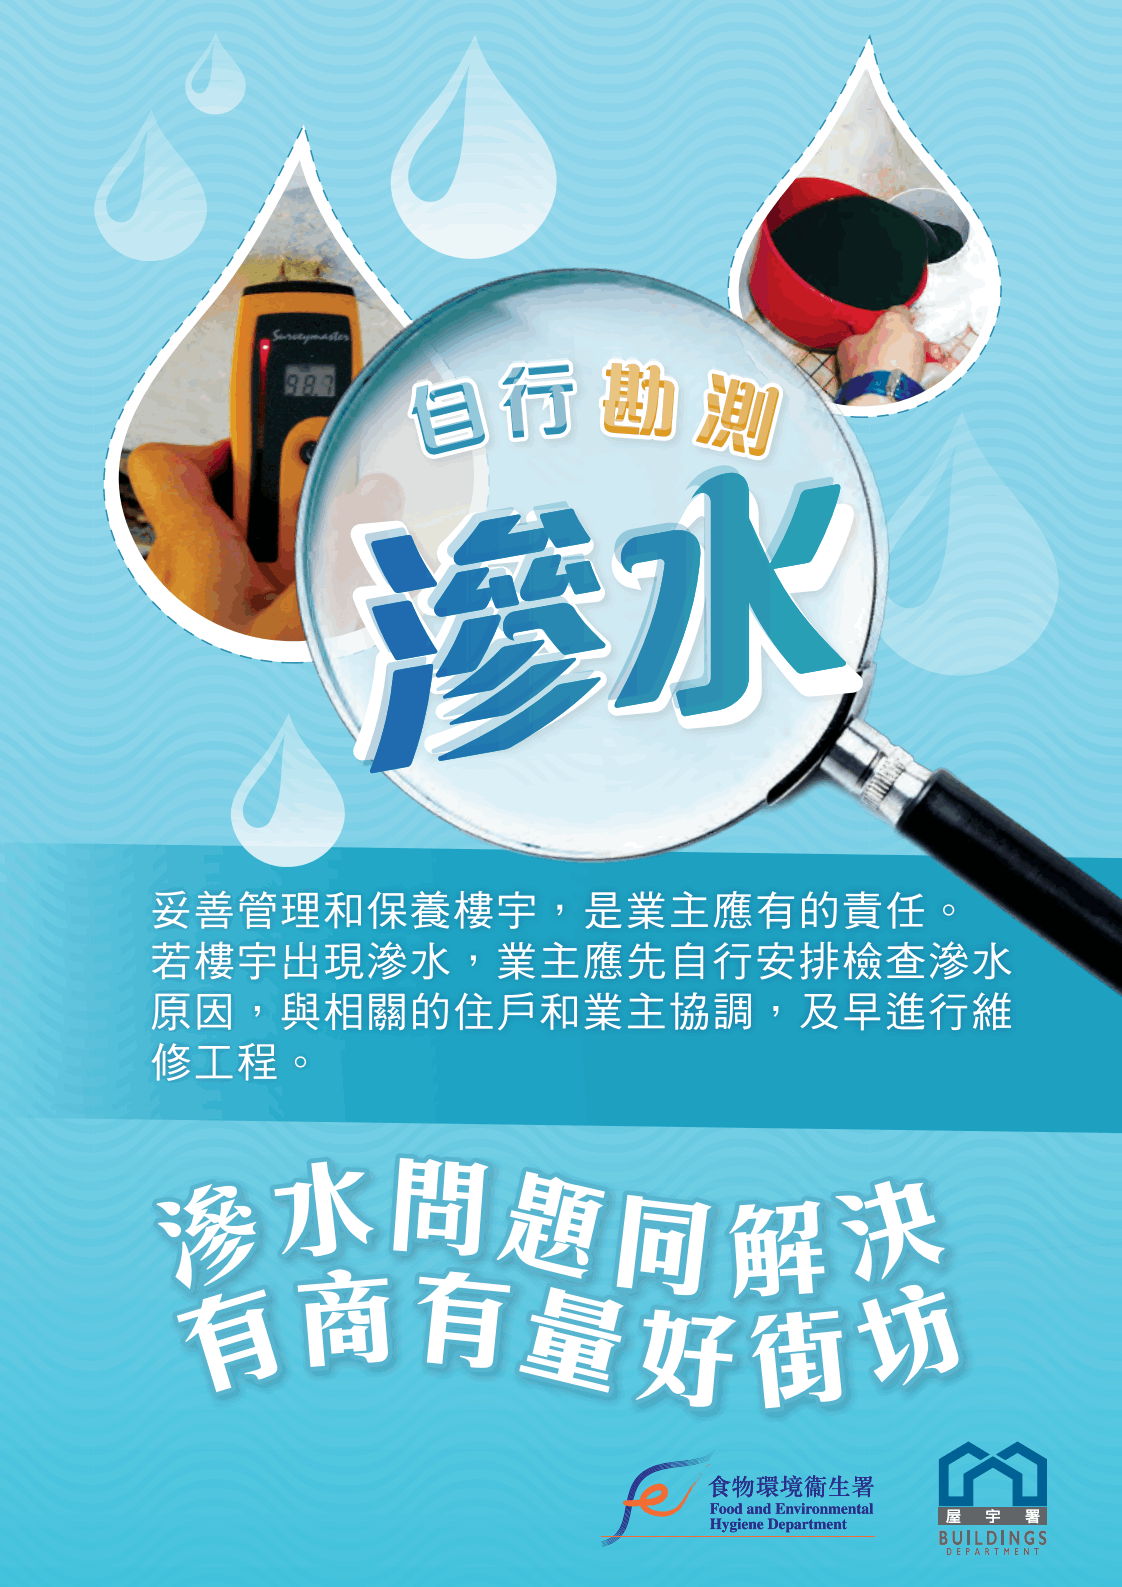 Surveymaster
98.7
自行勘測
滲水
妥善管理和保養樓宇，是業主應有的責任。
若樓宇出現滲水，業主應先自行安排檢查滲水
原因，與相關的住戶和業主協調，及早進行維
修工程。
滲水問題同解決
有商有量好街坊
食物環境衞生署
Food and Environmental
Hygiene Department
屋宇署
BUILDINGS
DEPARTMENT